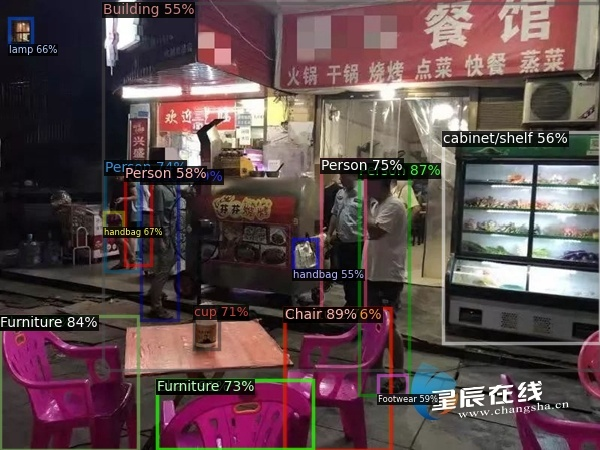 Building 55%
lamp 66%
餐馆
火锅 干锅 烧烤 点菜 快餐 蒸菜
欢迎
兴盛
cabinet/shelf 56%
Person 74%
Person 58%
Person 75%
87%
handbag 67%
handbag 55%
cup 71%
Chair 89%
6%
Furniture 84%
Furniture 73%
Footwear 59%
星辰在线
www.changsha.cn